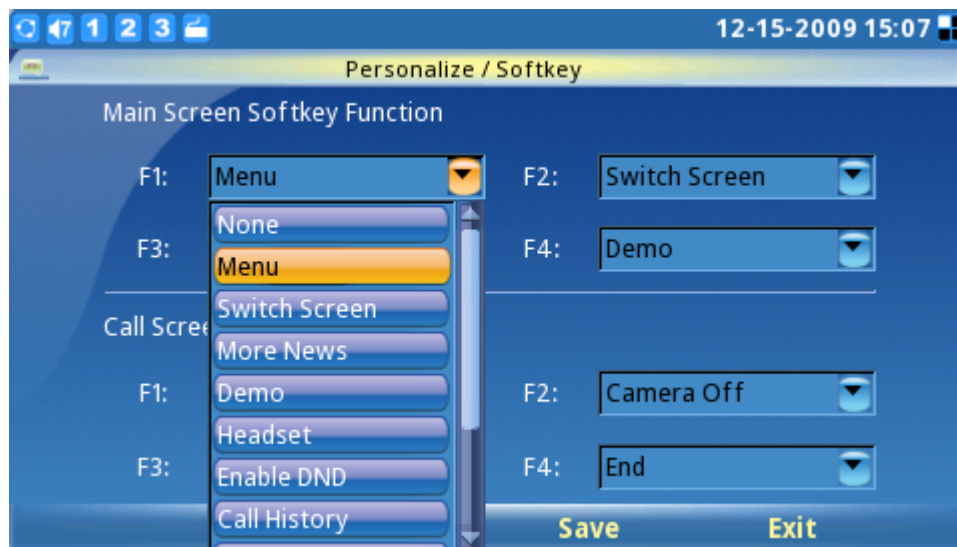 7 1 2 3 12-15-2009 15:07
Personalize / Softkey
Main Screen Softkey Function
F1: Menu F2: Switch Screen
None
F3: F4: Demo
Menu
Switch Screen
Call Scree
More News
F1: Demo F2: Camera Off
Headset
F3: Enable DND F4: End
Call History
Save Exit